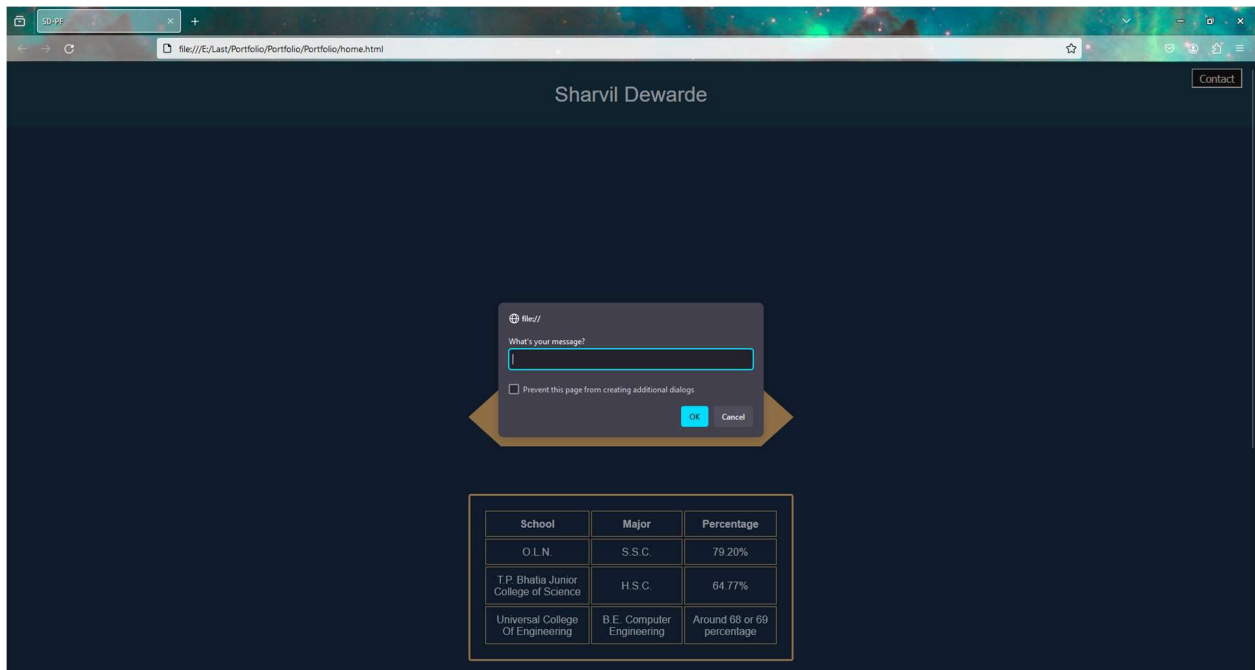 SD-PF
file:///E:/Last/Portfolio/Portfolio/Portfolio/home.html
Contact
Sharvil Dewarde
file://
What's your message?
Prevent this page from creating additional dialogs
OK Cancel
School Major Percentage
O.L.N. S.S.C. 79.20%
T.P. Bhatia Junior
College of Science H.S.C. 64.77%
Universal College B.E. Computer Around 68 or 69
Of Engineering Engineering percentage